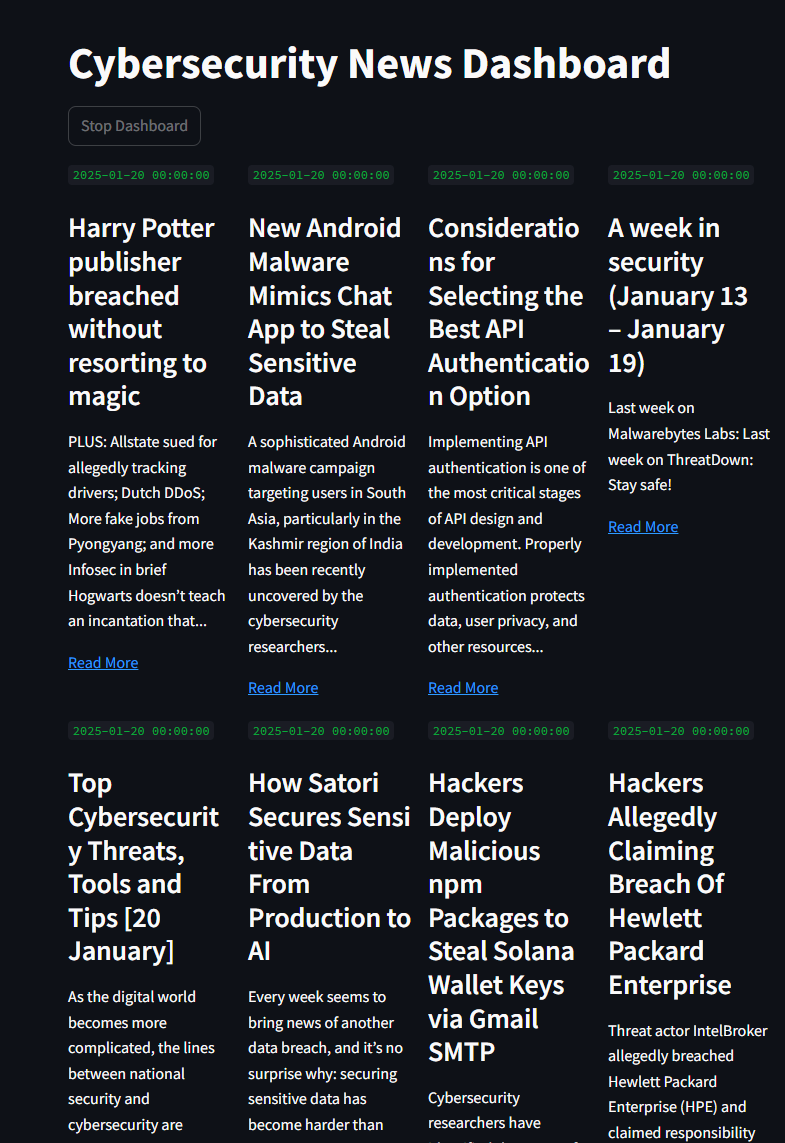 Cybersecurity News Dashboard
Stop Dashboard
2025-01-20 00:00:00
Harry Potter
publisher
breached
without
resorting to
magic
PLUS: Allstate sued for
allegedly tracking
drivers; Dutch DDoS;
More fake jobs from
Pyongyang; and more
Infosec in brief
Hogwarts doesn’t teach
an incantation that...
Read More
2025-01-20 00:00:00
New Android
Malware
Mimics Chat
App to Steal
Sensitive
Data
A sophisticated Android
malware campaign
targeting users in South
Asia, particularly in the
Kashmir region of India
has been recently
uncovered by the
cybersecurity
researchers...
Read More
2025-01-20 00:00:00
Consideratio
ns for
Selecting the
Best API
Authenticatio
n Option
Implementing API
authentication is one of
the most critical stages
of API design and
development. Properly
implemented
authentication protects
data, user privacy, and
other resources...
Read More
2025-01-20 00:00:00
A week in
security
(January 13
– January
19)
Last week on
Malwarebytes Labs: Last
week on ThreatDown:
Stay safe!
Read More
2025-01-20 00:00:00
Top
Cybersecurit
y Threats,
Tools and
Tips [20
January]
As the digital world
becomes more
complicated, the lines
between national
security and
cybersecurity are
2025-01-20 00:00:00
How Satori
Secures Sensi
tive Data
From
Production to
AI
Every week seems to
bring news of another
data breach, and it’s no
surprise why: securing
sensitive data has
become harder than
2025-01-20 00:00:00
Hackers
Deploy
Malicious
npm
Packages to
Steal Solana
Wallet Keys
via Gmail
SMTP
Cybersecurity
researchers have
2025-01-20 00:00:00
Hackers
Allegedly
Claiming
Breach Of
Hewlett
Packard
Enterprise
Threat actor IntelBroker
allegedly breached
Hewlett Packard
Enterprise (HPE) and
claimed responsibility